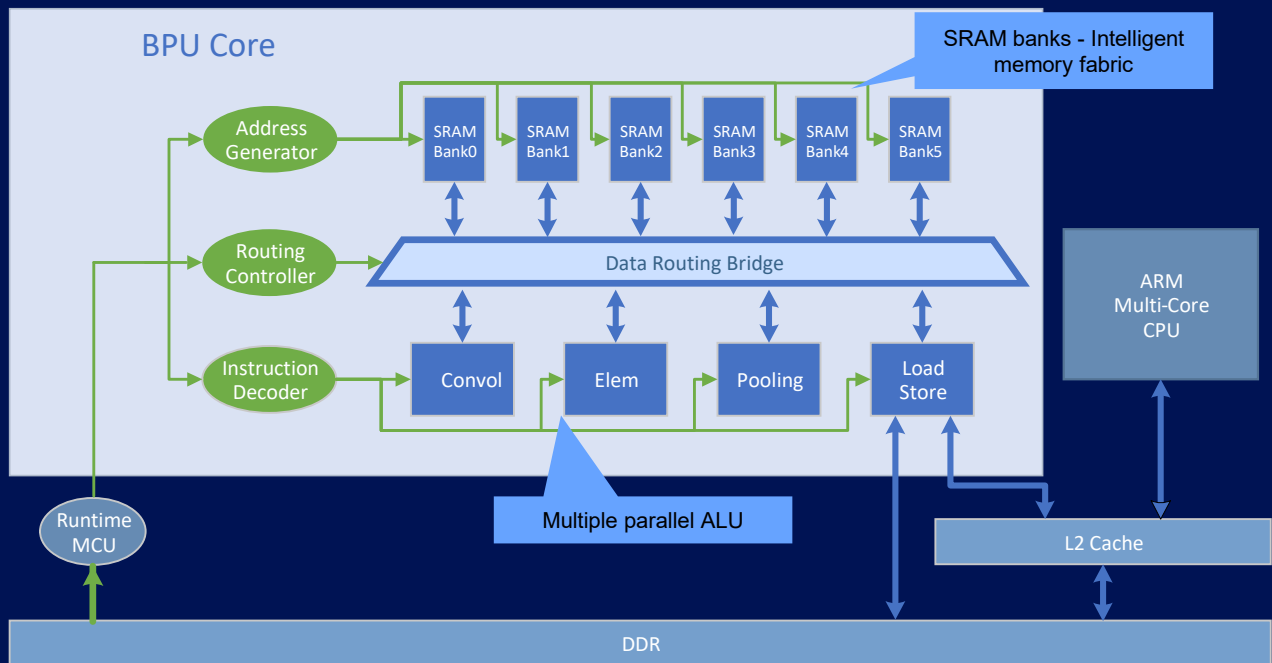 BPU Core
SRAM banks - Intelligent
memory fabric
Address
Generator
SRAM
Bank0
SRAM
Bank1
SRAM
Bank2
SRAM
Bank3
SRAM
Bank4
SRAM
Bank5
Routing
Controller
Data Routing Bridge
ARM
Multi-Core
CPU
Instruction
Decoder
Convol
Elem
Pooling
Load
Store
Runtime
MCU
Multiple parallel ALU
L2 Cache
DDR